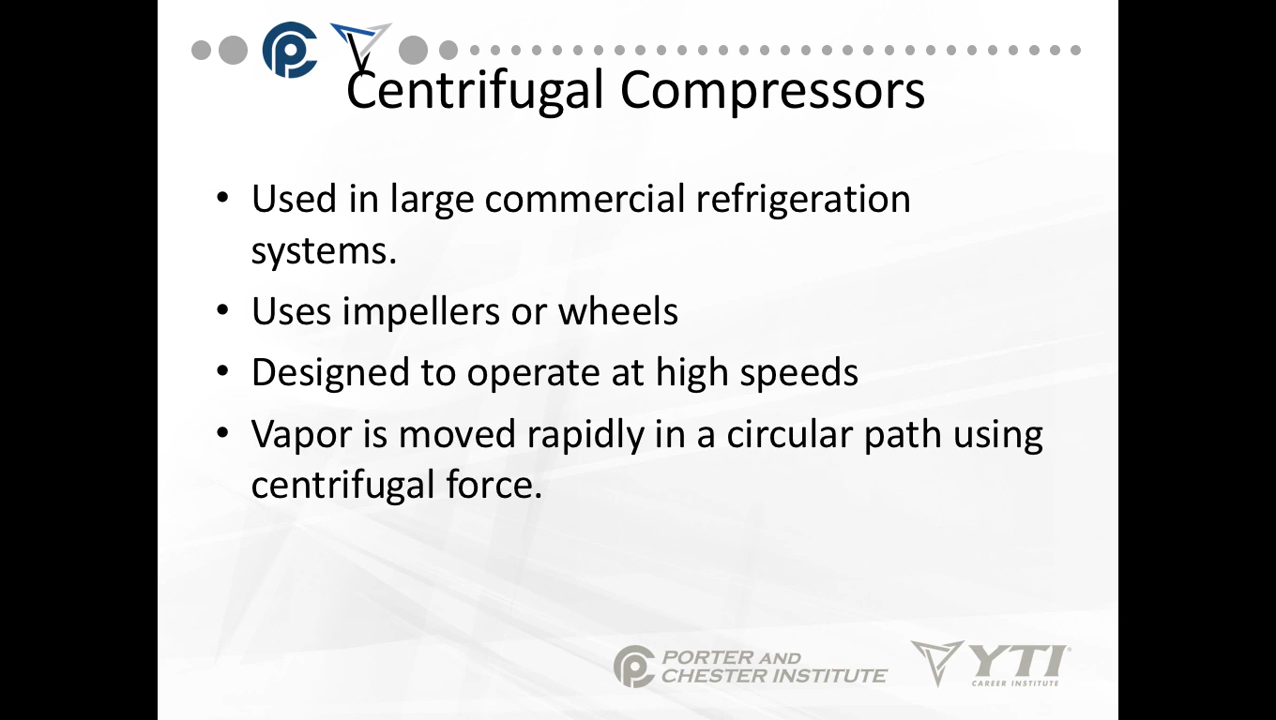 Centrifugal Compressors
• Used in large commercial refrigeration
systems.
• Uses impellers or wheels
• Designed to operate at high speeds
• Vapor is moved rapidly in a circular path using
centrifugal force.
PORTER AND
CHESTER INSTITUTE
YTI®
CAREER INSTITUTE